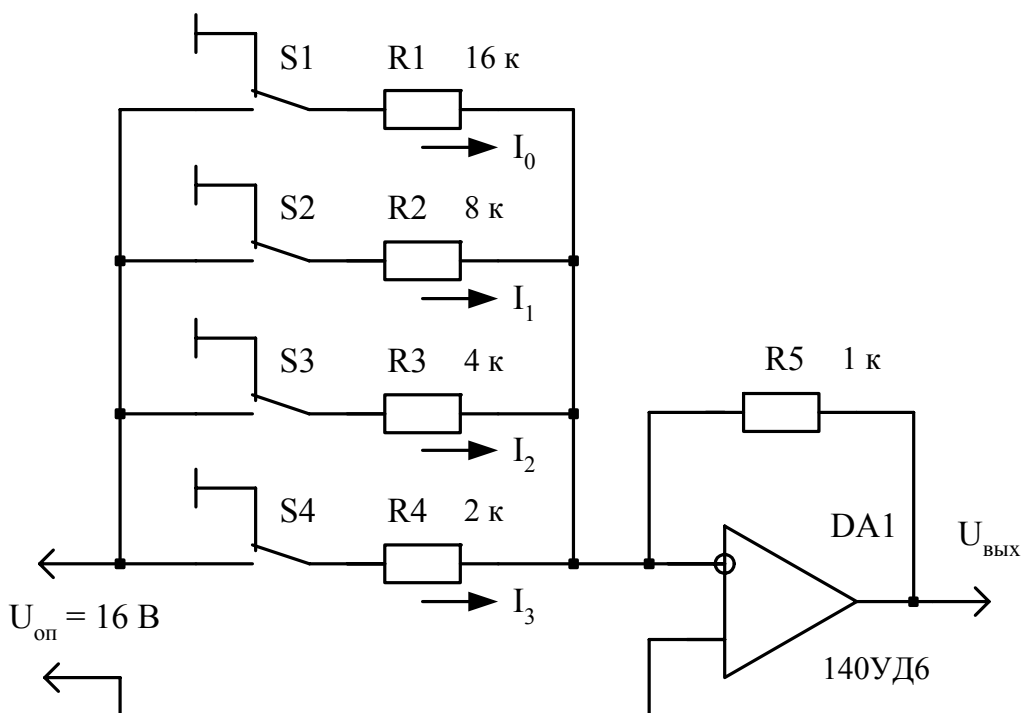 S1 R1 16 к
I0
S2 R2 8 к
I1
S3 R3 4 к
I2
R5 1 к
S4 R4 2 к
I3
DA1
Uвых
Uоп = 16 В
140УД6